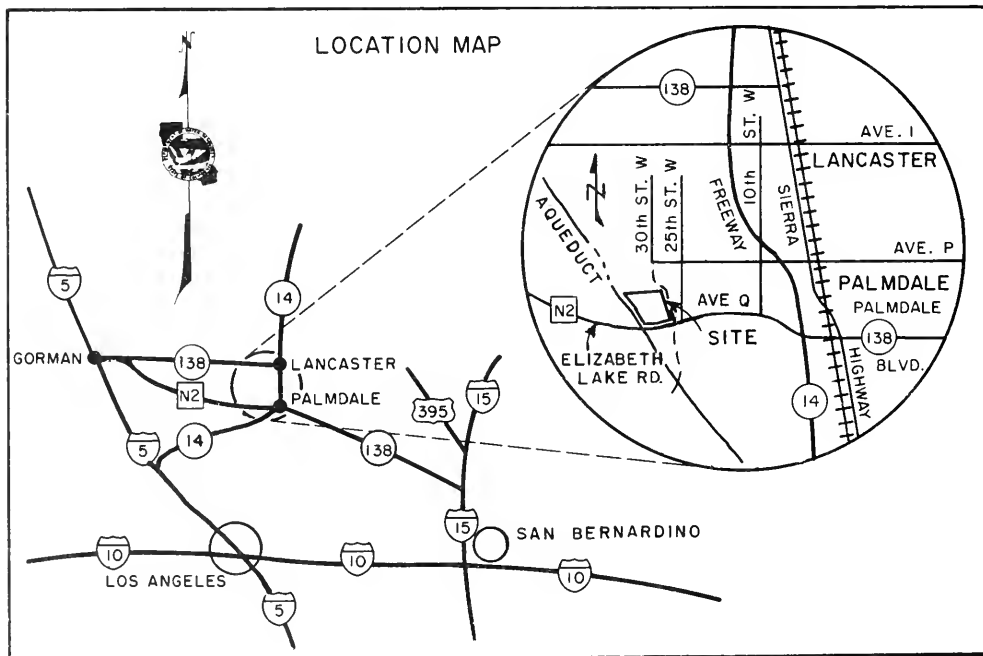 LOCATION MAP
N
5
14
GORMAN
138
LANCASTER
N2
PALMDALE
395
15
14
5
138
15
SAN BERNARDINO
10
10
10
LOS ANGELES
5
138
10th ST. W
AVE. I
LANCASTER
N
30th ST. W
25th ST. W
FREEWAY
SIERRA
AQUEDUCT
AVE. P
PALMDALE
PALMDALE
N2
AVE Q
SITE
138
BLVD.
ELIZABETH
LAKE RD.
HIGHWAY
14